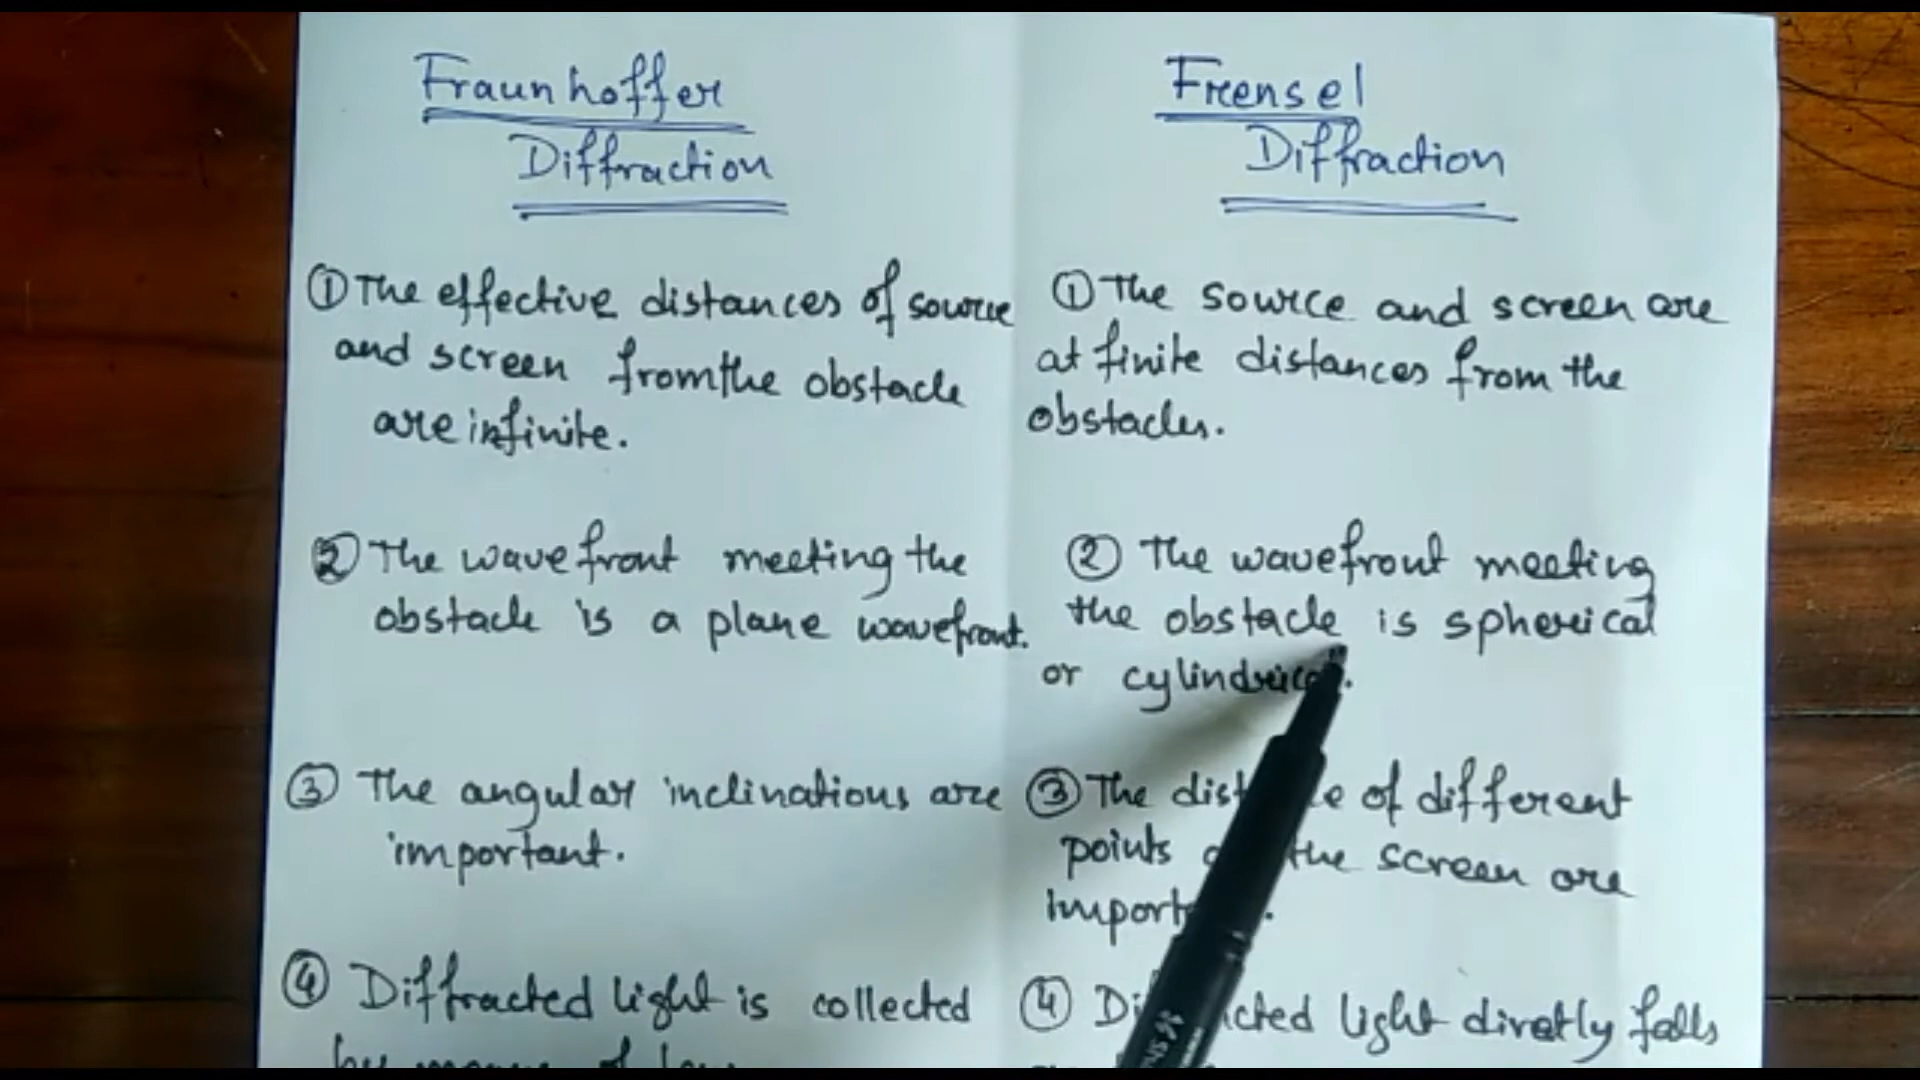 Fraunhoffer
Diffraction
① The effective distances of source
and screen from the obstacle
are infinite.
② The wavefront meeting the
obstacle is a plane wavefront.
③ The angular inclinations are
important.
④ Diffracted light is collected
Frensel
Diffraction
① The source and screen are
at finite distances from the
obstacles.
② The wavefront meeting
the obstacle is spherical
or
③ The of different
points the screen are
④ light directly falls